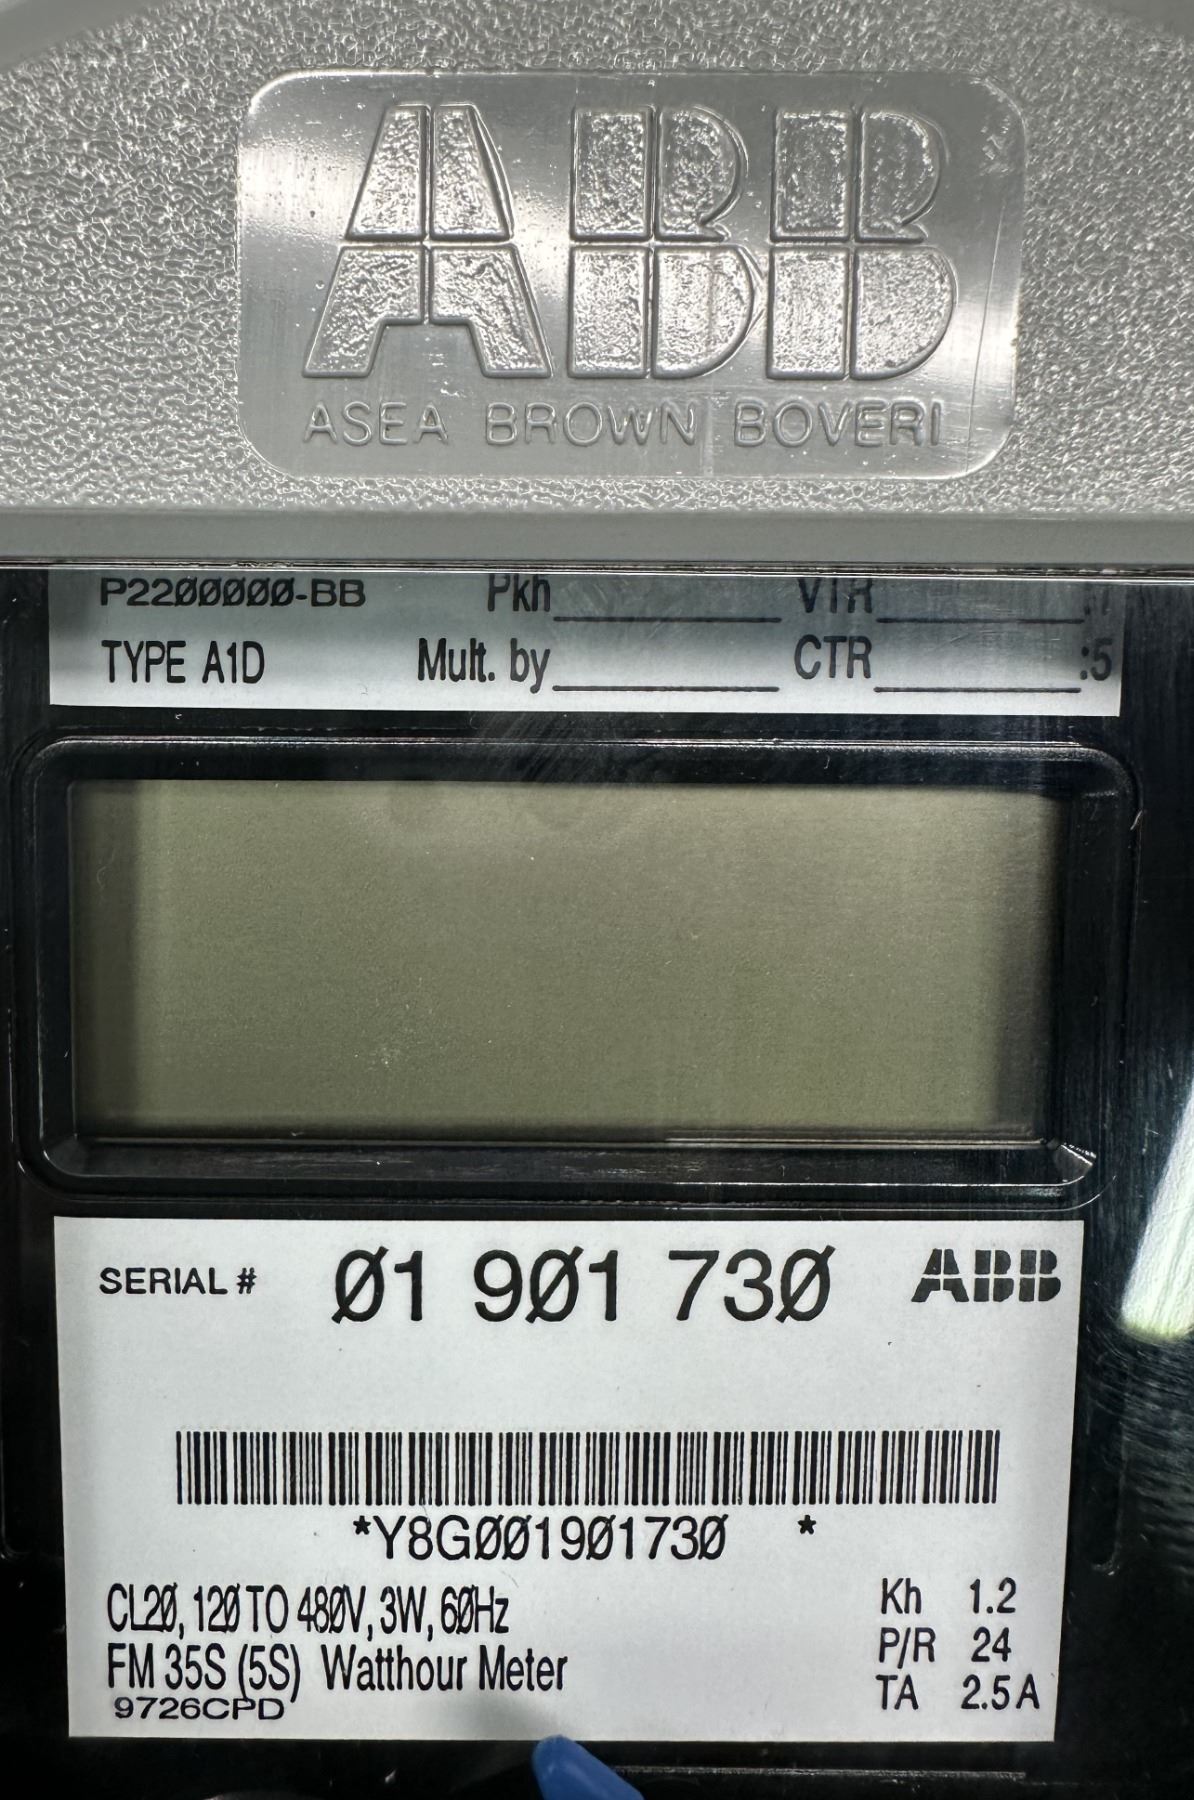 ABB
ASEA BROWN BOVERI
P2200000-BB Pkh VTR :1
TYPE A1D Mult. by CTR :5
SERIAL # 01 901 730 ABB
*Y8G001901730 *
CL20, 120 TO 480V, 3W, 60Hz Kh 1.2
FM 35S (5S) Watthour Meter P/R 24
9726CPD TA 2.5 A